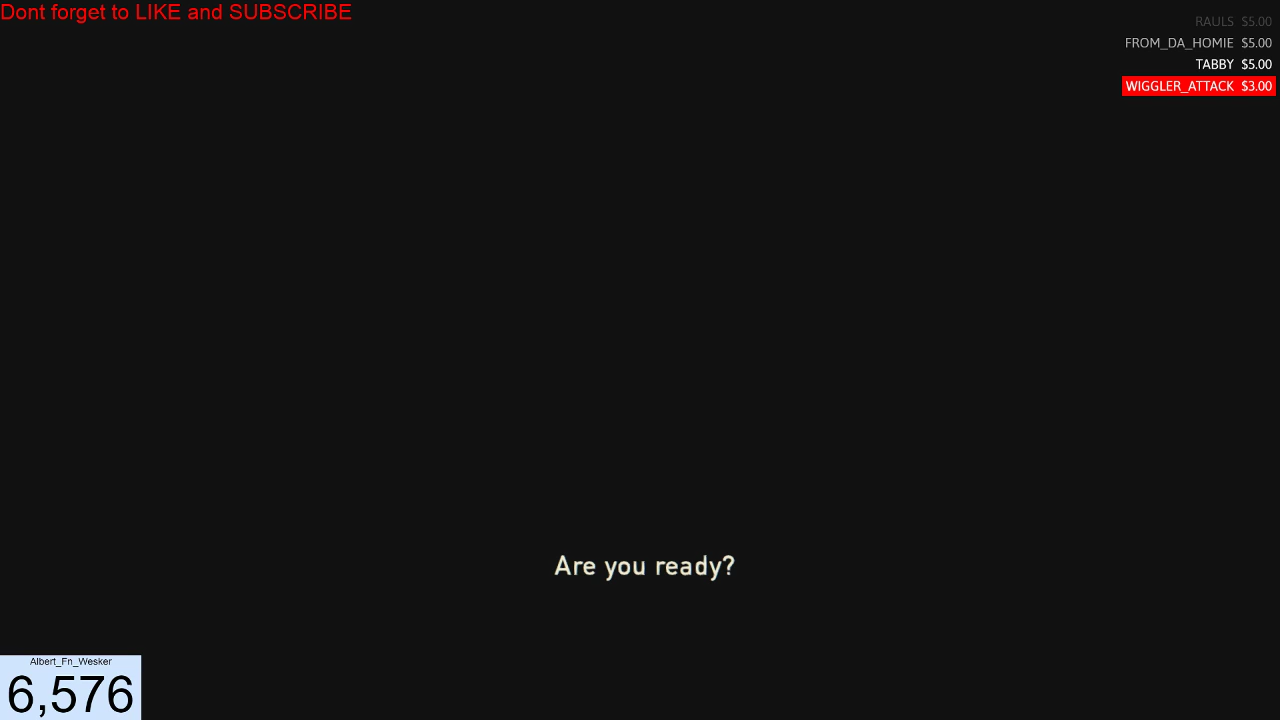 Dont forget to LIKE and SUBSCRIBE
RAULS $5.00
FROM_DA_HOMIE $5.00
TABBY $5.00
WIGGLER_ATTACK $3.00
Are you ready?
Albert_Fn_Wesker
6,576